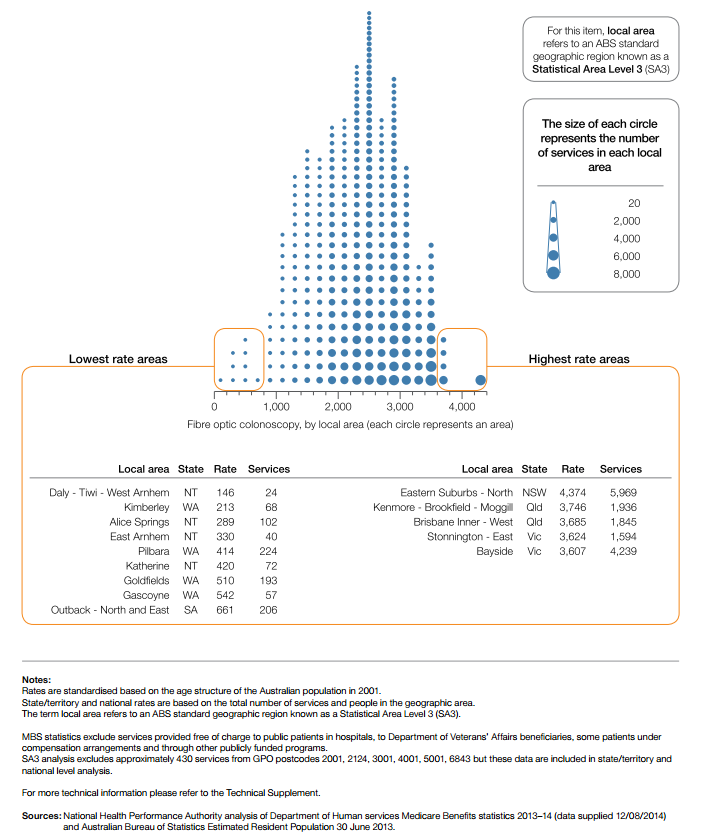 For this item, local area
refers to an ABS standard
geographic region known as a
Statistical Area Level 3 (SA3)
The size of each circle
represents the number
of services in each local
area
20
2,000
4,000
6,000
8,000
Lowest rate areas
Highest rate areas
0 1,000 2,000 3,000 4,000
Fibre optic colonoscopy, by local area (each circle represents an area)
Local area State Rate Services
Daly - Tiwi - West Arnhem NT 146 24
Kimberley WA 213 68
Alice Springs NT 289 102
East Arnhem NT 330 40
Pilbara WA 414 224
Katherine NT 420 72
Goldfields WA 510 193
Gascoyne WA 542 57
Outback - North and East SA 661 206
Local area State Rate Services
Eastern Suburbs - North NSW 4,374 5,969
Kenmore - Brookfield - Moggill Qld 3,746 1,936
Brisbane Inner - West Qld 3,685 1,845
Stonnington - East Vic 3,624 1,594
Bayside Vic 3,607 4,239
Notes:
Rates are standardised based on the age structure of the Australian population in 2001.
State/territory and national rates are based on the total number of services and people in the geographic area.
The term local area refers to an ABS standard geographic region known as a Statistical Area Level 3 (SA3).
MBS statistics exclude services provided free of charge to public patients in hospitals, to Department of Veterans' Affairs beneficiaries, some patients under
compensation arrangements and through other publicly funded programs.
SA3 analysis excludes approximately 430 services from GPO postcodes 2001, 2124, 3001, 4001, 5001, 6843 but these data are included in state/territory and
national level analysis.
For more technical information please refer to the Technical Supplement.
Sources: National Health Performance Authority analysis of Department of Human services Medicare Benefits statistics 2013–14 (data supplied 12/08/2014)
and Australian Bureau of Statistics Estimated Resident Population 30 June 2013.